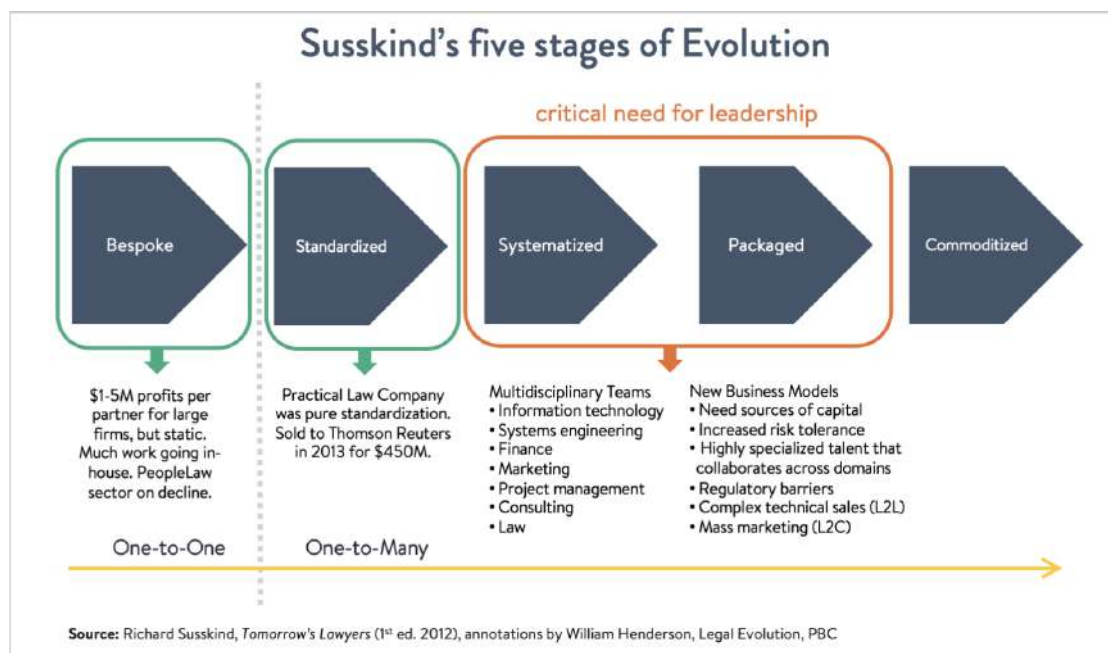 Susskind's five stages of Evolution
critical need for leadership
Bespoke
Standardized
Systematized
Packaged
Commoditized
$1-5M profits per
partner for large
firms, but static.
Much work going in-
house. PeopleLaw
sector on decline.
Practical Law Company
was pure standardization.
Sold to Thomson Reuters
in 2013 for $450M.
Multidisciplinary Teams
• Information technology
• Systems engineering
• Finance
• Marketing
• Project management
• Consulting
• Law
New Business Models
• Need sources of capital
• Increased risk tolerance
• Highly specialized talent that
collaborates across domains
• Regulatory barriers
• Complex technical sales (L2L)
• Mass marketing (L2C)
One-to-One
One-to-Many
Source: Richard Susskind, Tomorrow's Lawyers (1st ed. 2012), annotations by William Henderson, Legal Evolution, PBC